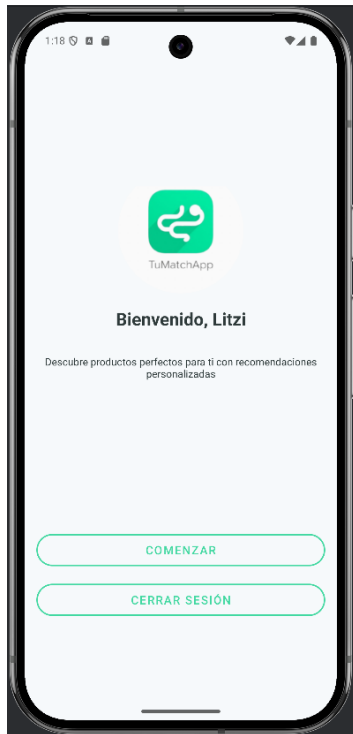 1:18
TuMatchApp
Bienvenido, Litzi
Descubre productos perfectos para ti con recomendaciones
personalizadas
COMENZAR
CERRAR SESIÓN